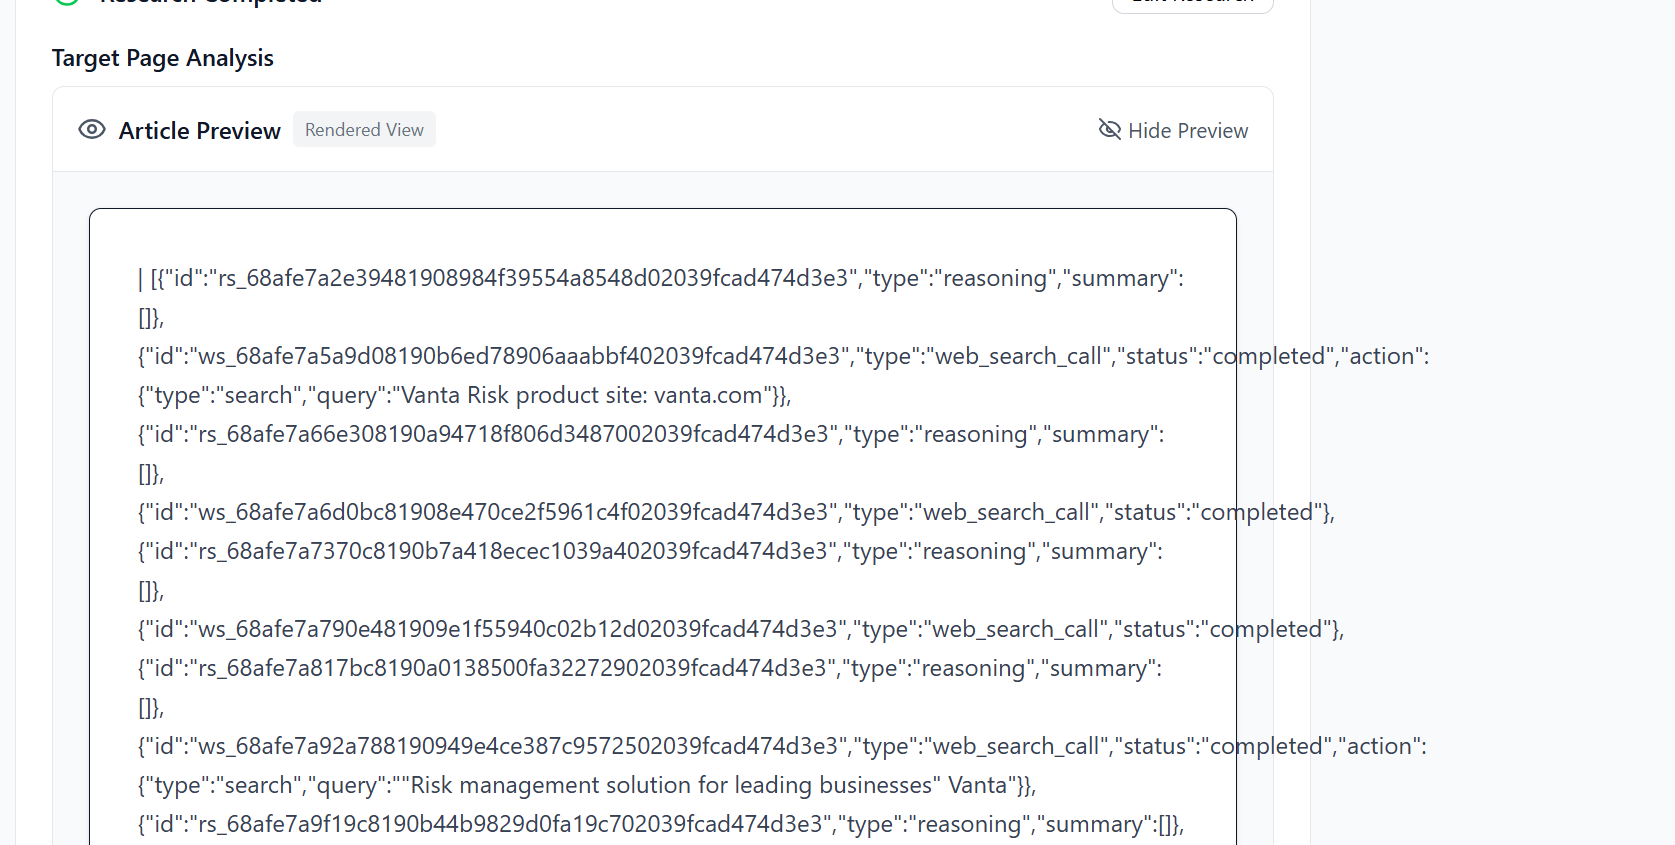 Research Completed
Edit Research
Target Page Analysis
Article Preview
Rendered View
Hide Preview
| [{"id":"rs_68afe7a2e39481908984f39554a8548d02039fcad474d3e3","type":"reasoning","summary":
[]},
{"id":"ws_68afe7a5a9d08190b6ed78906aaabbf402039fcad474d3e3","type":"web_search_call","status":"completed","action":
{"type":"search","query":"Vanta Risk product site: vanta.com"}},
{"id":"rs_68afe7a66e308190a94718f806d3487002039fcad474d3e3","type":"reasoning","summary":
[]},
{"id":"ws_68afe7a6d0bc81908e470ce2f5961c4f02039fcad474d3e3","type":"web_search_call","status":"completed"},
{"id":"rs_68afe7a7370c8190b7a418ecec1039a402039fcad474d3e3","type":"reasoning","summary":
[]},
{"id":"ws_68afe7a790e481909e1f55940c02b12d02039fcad474d3e3","type":"web_search_call","status":"completed"},
{"id":"rs_68afe7a817bc8190a0138500fa32272902039fcad474d3e3","type":"reasoning","summary":
[]},
{"id":"ws_68afe7a92a788190949e4ce387c9572502039fcad474d3e3","type":"web_search_call","status":"completed","action":
{"type":"search","query":""Risk management solution for leading businesses" Vanta"}},
{"id":"rs_68afe7a9f19c8190b44b9829d0fa19c702039fcad474d3e3","type":"reasoning","summary":[]},